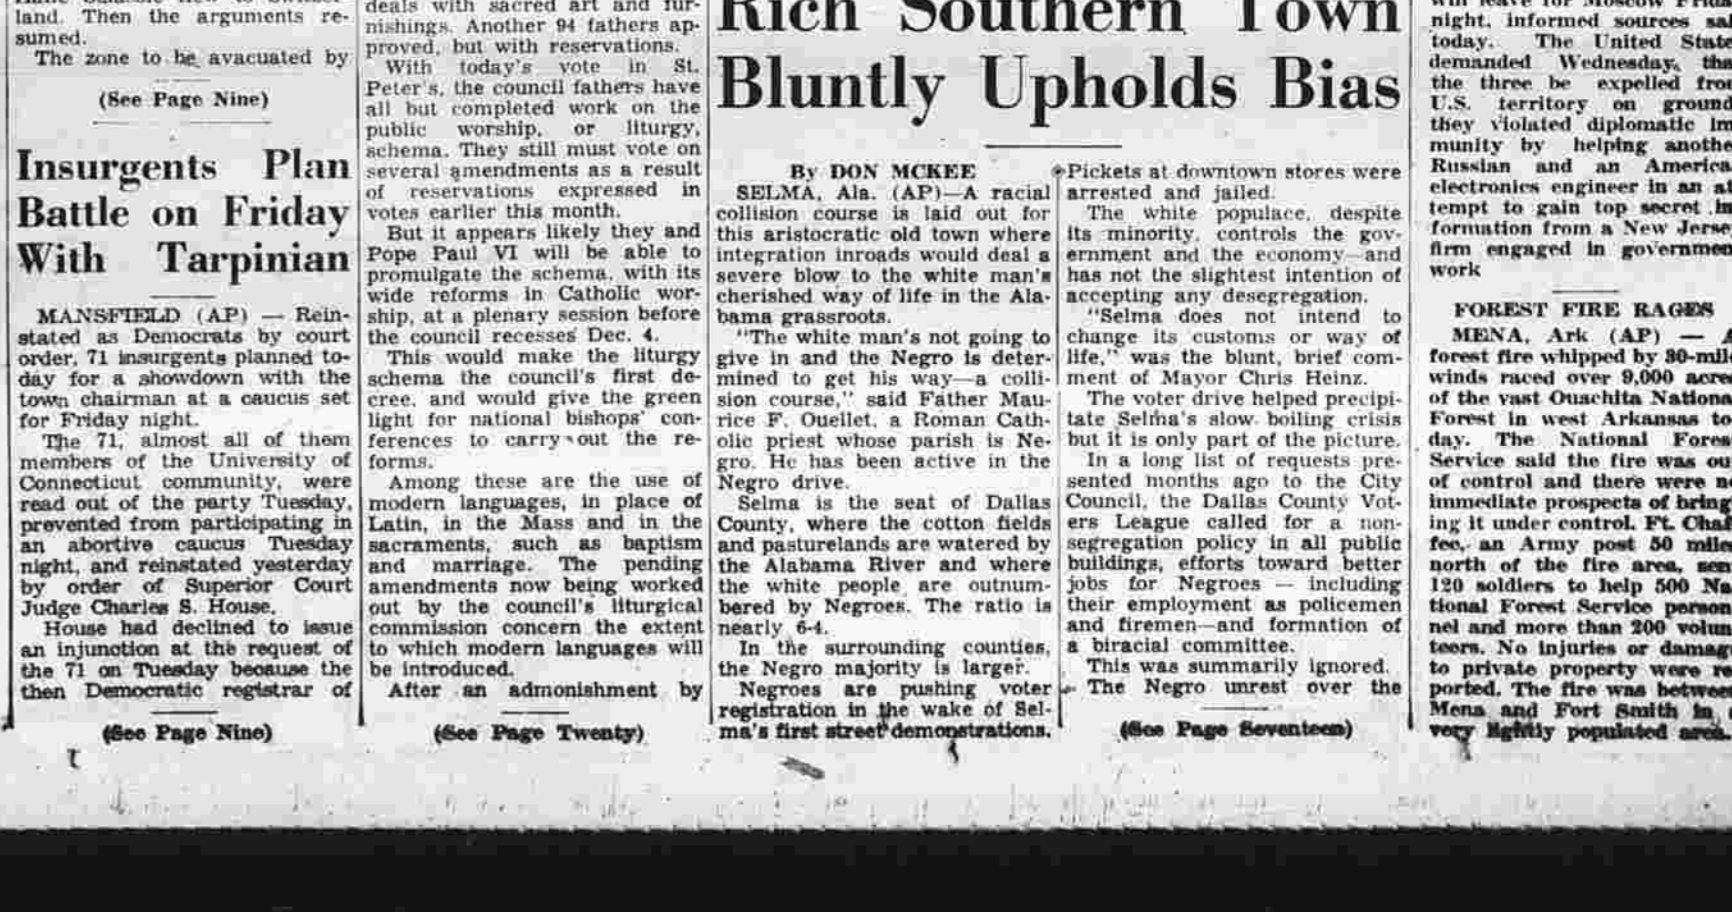 land. Then the arguments re-
sumed.
The zone to be avacuated by
(See Page Nine)
Insurgents Plan
Battle on Friday
With Tarpinian
MANSFIELD (AP) — Rein-
stated as Democrats by court
order, 71 insurgents planned to-
day for a showdown with the
town chairman at a caucus set
for Friday night.
The 71, almost all of them
members of the University of
Connecticut community, were
read out of the party Tuesday,
prevented from participating in
an abortive caucus Tuesday
night, and reinstated yesterday
by order of Superior Court
Judge Charles S. House.
House had declined to issue
an injunction at the request of
the 71 on Tuesday because the
then Democratic registrar of
(See Page Nine)
deals with sacred art and fur-
nishings. Another 94 fathers ap-
proved, but with reservations.
With today's vote in St.
Peter's, the council fathers have
all but completed work on the
public worship, or liturgy,
schema. They still must vote on
several amendments as a result
of reservations expressed in
votes earlier this month.
But it appears likely they and
Pope Paul VI will be able to
promulgate the schema, with its
wide reforms in Catholic wor-
ship, at a plenary session before
the council recesses Dec. 4.
This would make the liturgy
schema the council's first de-
cree, and would give the green
light for national bishops' con-
ferences to carry out the re-
forms.
Among these are the use of
modern languages, in place of
Latin, in the Mass and in the
sacraments, such as baptism
and marriage. The pending
amendments now being worked
out by the council's liturgical
commission concern the extent
to which modern languages will
be introduced.
After an admonishment by
(See Page Twenty)
Rich Southern Town
Bluntly Upholds Bias
By DON MCKEE
SELMA, Ala. (AP)—A racial
collision course is laid out for
this aristocratic old town where
integration inroads would deal a
severe blow to the white man's
cherished way of life in the Ala-
bama grassroots.
"The white man's not going to
give in and the Negro is deter-
mined to get his way—a colli-
sion course," said Father Mau-
rice F. Ouellet, a Roman Cath-
olic priest whose parish is Ne-
gro. He has been active in the
Negro drive.
Selma is the seat of Dallas
County, where the cotton fields
and pasturelands are watered by
the Alabama River and where
the white people are outnum-
bered by Negroes. The ratio is
nearly 6-4.
In the surrounding counties,
the Negro majority is larger.
Negroes are pushing voter
registration in the wake of Sel-
ma's first street demonstrations.
Pickets at downtown stores were
arrested and jailed.
The white populace, despite
its minority, controls the gov-
ernment and the economy—and
has not the slightest intention of
accepting any desegregation.
"Selma does not intend to
change its customs or way of
life," was the blunt, brief com-
ment of Mayor Chris Heinz.
The voter drive helped precipi-
tate Selma's slow boiling crisis
but it is only part of the picture.
In a long list of requests pre-
sented months ago to the City
Council, the Dallas County Vot-
ers League called for a non-
segregation policy in all public
buildings, efforts toward better
jobs for Negroes — including
their employment as policemen
and firemen—and formation of
a biracial committee.
This was summarily ignored.
The Negro unrest over the
(See Page Seventeen)
night, informed sources sa
today. The United State
demanded Wednesday, tha
the three be expelled fro
U.S. territory on ground
they violated diplomatic im
munity by helping anothe
Russian and an America
electronics engineer in an at
tempt to gain top secret in
formation from a New Jerse
firm engaged in governmen
work
FOREST FIRE RAGES
MENA, Ark (AP) — A
forest fire whipped by 30-mil
winds raced over 9,000 acre
of the vast Ouachita Nationa
Forest in west Arkansas to
day. The National Fores
Service said the fire was ou
of control and there were n
immediate prospects of bring
ing it under control. Ft. Chaf
fee, an Army post 50 mile
north of the fire area, sen
120 soldiers to help 500 Na
tional Forest Service person
nel and more than 200 volun
teers. No injuries or damag
to private property were re
ported. The fire was between
Mena and Fort Smith in
very lightly populated area.